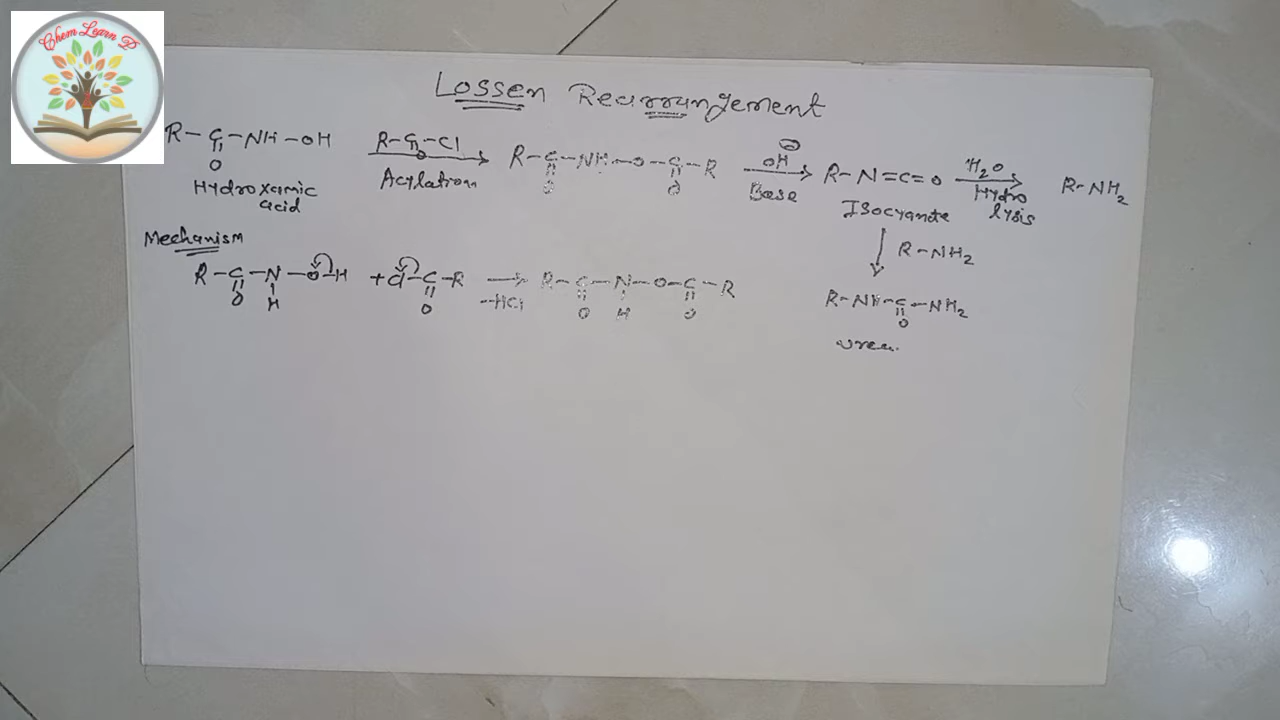 Chem Learn P
Lossen Rearrangement
R-C-NH-OH R-C-Cl R-C-NH-O-C-R OH ⊖ R-N=C=O H2O R-NH2
O O O O
Hydroxamic acid Acylation Base Isocyanate Hydrolysis
R-NH2
Mechanism
R-C-N-O-H + Cl-C-R -HCl R-C-N-O-C-R R-NH-C-NH2
O H O O H O O
urea.